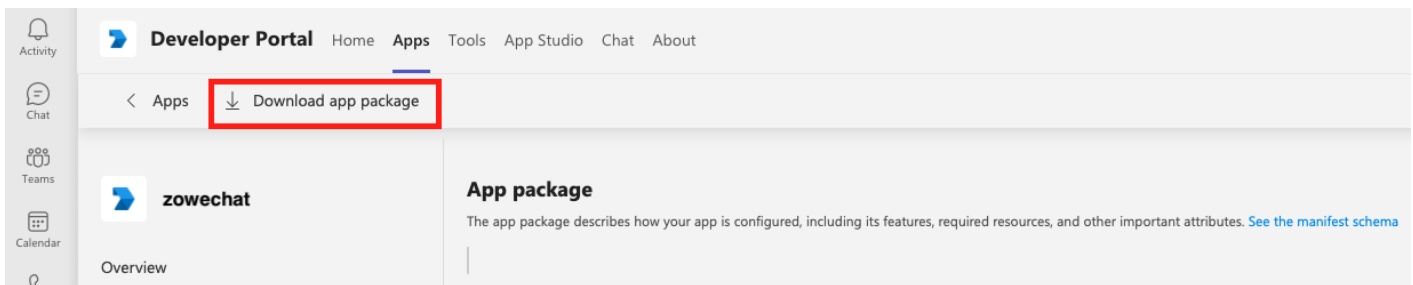 Activity
Chat
Teams
Calendar
Developer Portal Home Apps Tools App Studio Chat About
Apps Download app package
zowechat
Overview
App package
The app package describes how your app is configured, including its features, required resources, and other important attributes. See the manifest schema